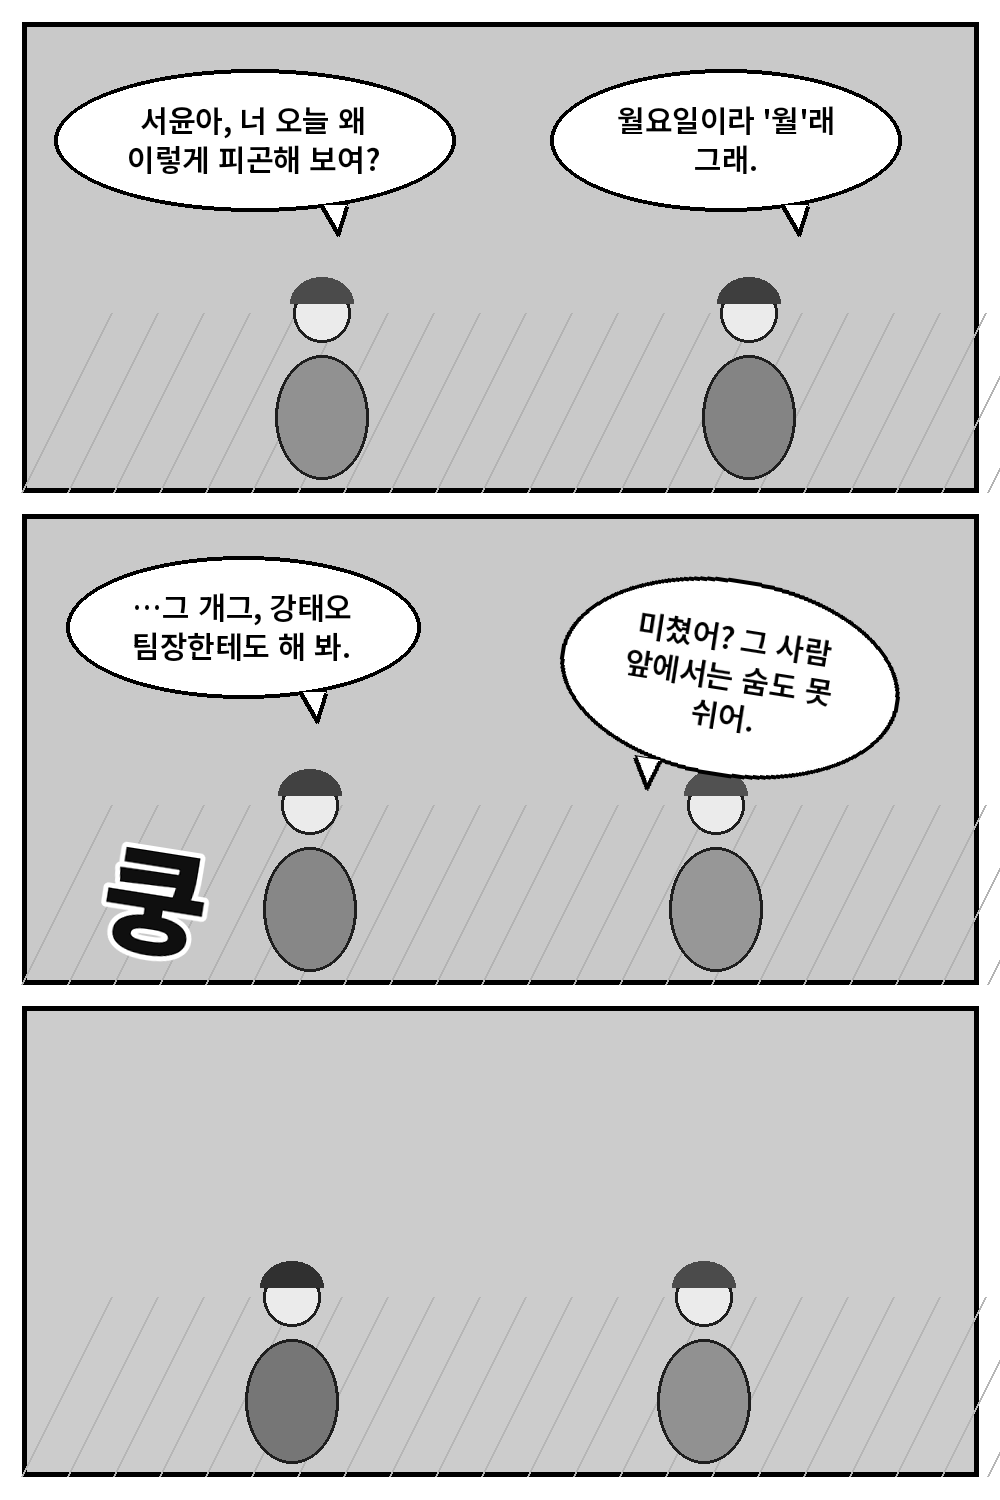 서윤아, 너 오늘 왜
이렇게 피곤해 보여?
월요일이라 '월'래
그래.
…그 개그, 강태오
팀장한테도 해 봐.
미쳤어? 그 사람
앞에서는 숨도 못
쉬어.
쿵